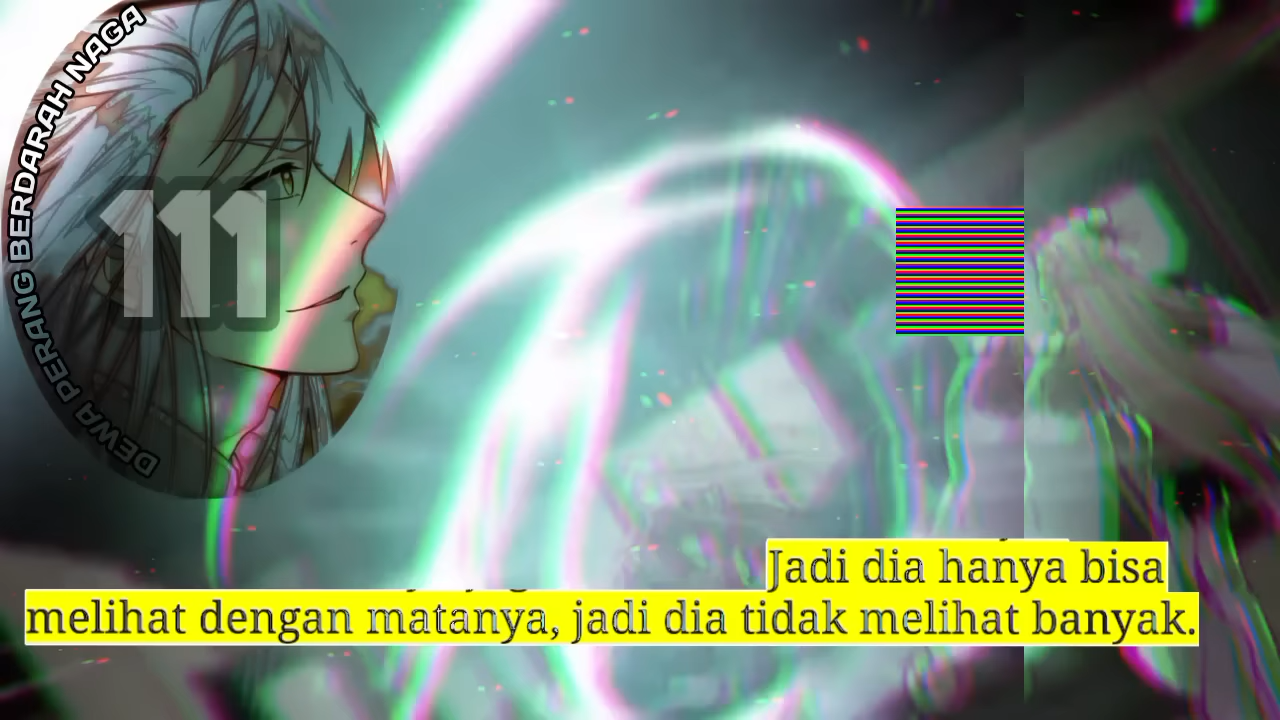 DEWA PERANG BERDARAH NAGA
111
Jadi dia hanya bisa
melihat dengan matanya, jadi dia tidak melihat banyak.